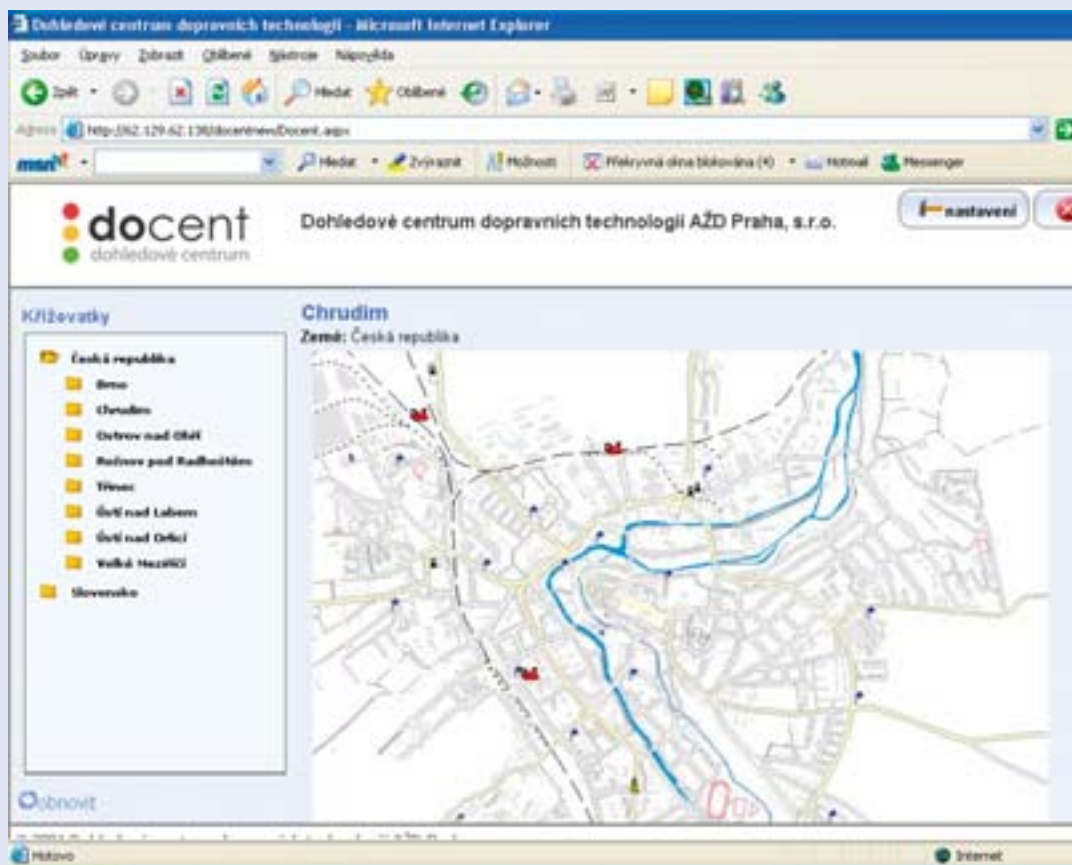 Dohledové centrum dopravních technologií - Microsoft Internet Explorer
Soubor Úpravy Zobrazit Oblíbené Nástroje Nápověda
Zpět Hledat Oblíbené
Adresa http://62.129.62.138/docentnew/Docent.aspx
msn Hledat Zvýraznit Možnosti Překryvná okna blokována (4) Hotmail Messenger
docent
dohledové centrum
Dohledové centrum dopravních technologií AŽD Praha, s.r.o.
nastavení
Křižovatky
Česká republika
Brno
Chrudim
Ostrov nad Ohří
Rožnov pod Radhoštěm
Třinec
Ústí nad Labem
Ústí nad Orlicí
Velké Meziříčí
Slovensko
obnovit
Chrudim
Země: Česká republika
Hotovo
Internet